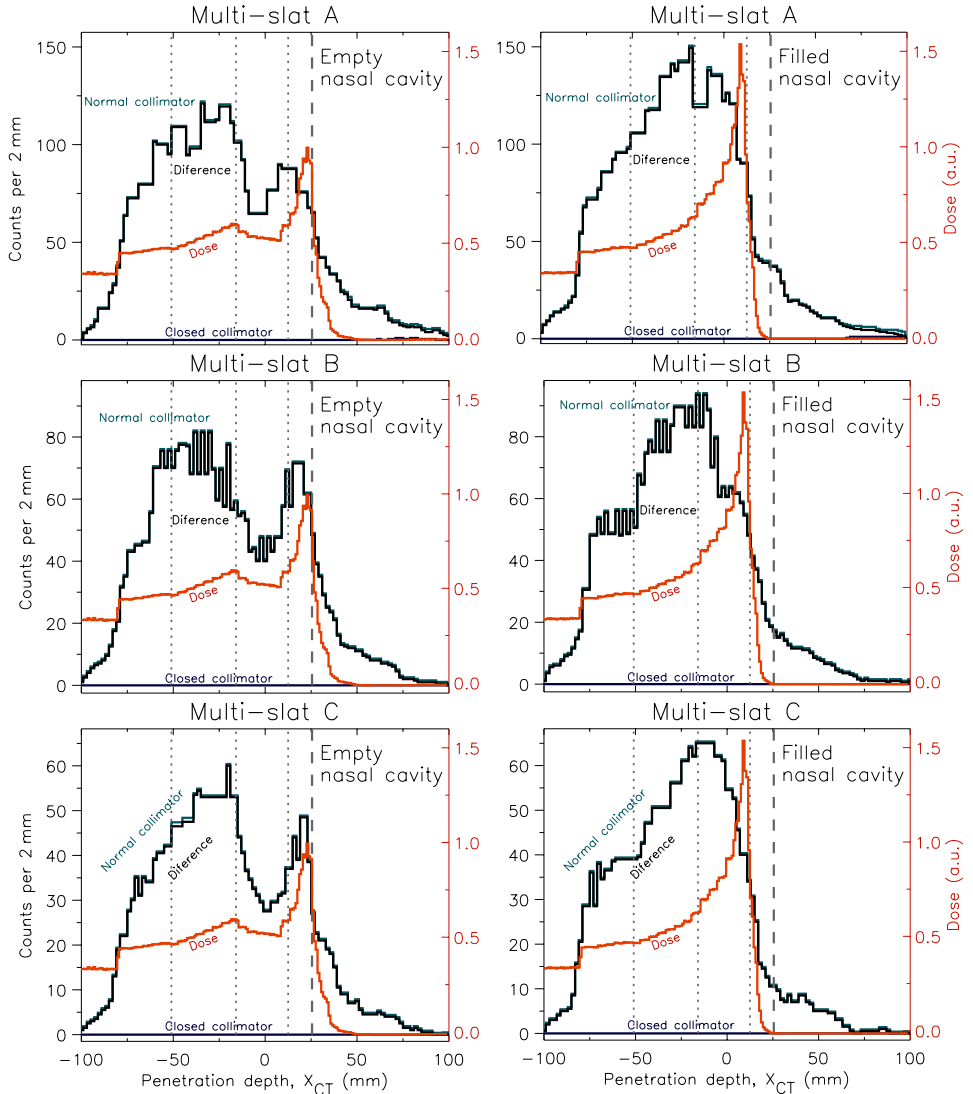 Multi-slat A
Multi-slat A
Counts per 2 mm
150
100
50
0
Normal collimator
Diference
Dose
Closed collimator
Empty
nasal cavity
1.5
1.0
0.5
0.0
150
100
50
0
Normal collimator
Diference
Dose
Closed collimator
Filled
nasal cavity
1.5
1.0
0.5
0.0
Dose (a.u.)
Multi-slat B
Multi-slat B
Counts per 2 mm
80
60
40
20
0
Normal collimator
Diference
Dose
Closed collimator
Empty
nasal cavity
1.5
1.0
0.5
0.0
80
60
40
20
0
Normal collimator
Diference
Dose
Closed collimator
Filled
nasal cavity
1.5
1.0
0.5
0.0
Dose (a.u.)
Multi-slat C
Multi-slat C
Counts per 2 mm
60
50
40
30
20
10
0
Normal collimator
Diference
Dose
Closed collimator
Empty
nasal cavity
1.5
1.0
0.5
0.0
60
50
40
30
20
10
0
Normal collimator
Diference
Dose
Closed collimator
Filled
nasal cavity
1.5
1.0
0.5
0.0
Dose (a.u.)
−100 −50 0 50 100
Penetration depth, X_CT (mm)
−100 −50 0 50 100
Penetration depth, X_CT (mm)